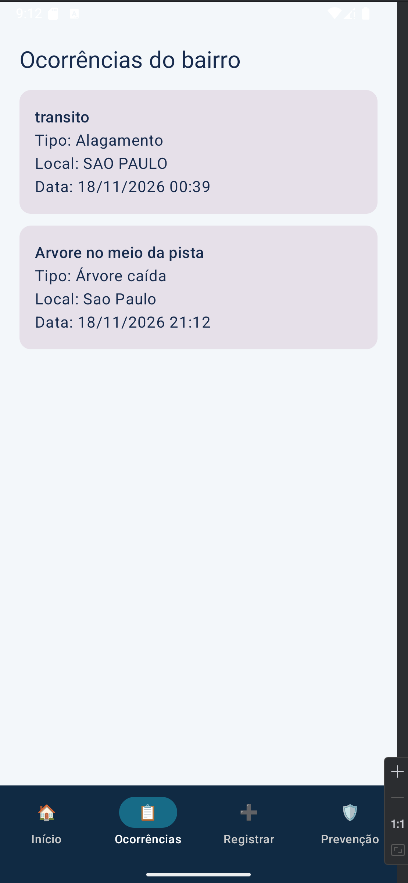 9:12
Ocorrências do bairro
transito
Tipo: Alagamento
Local: SAO PAULO
Data: 18/11/2026 00:39
Arvore no meio da pista
Tipo: Árvore caída
Local: Sao Paulo
Data: 18/11/2026 21:12
Início
Ocorrências
Registrar
Prevenção
1:1